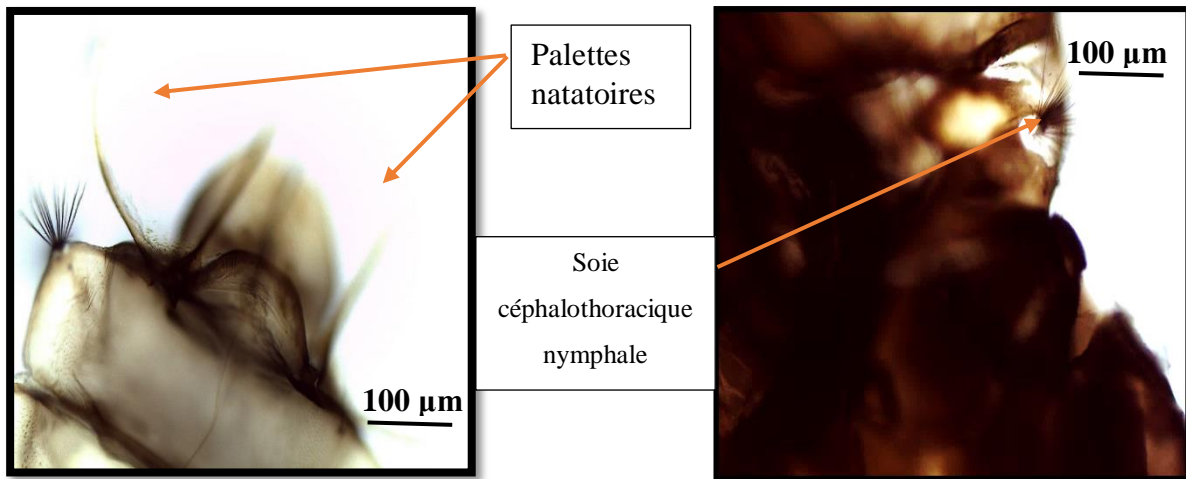 Palettes
natatoires
100 µm
Soie
céphalothoracique
nymphale
100 µm